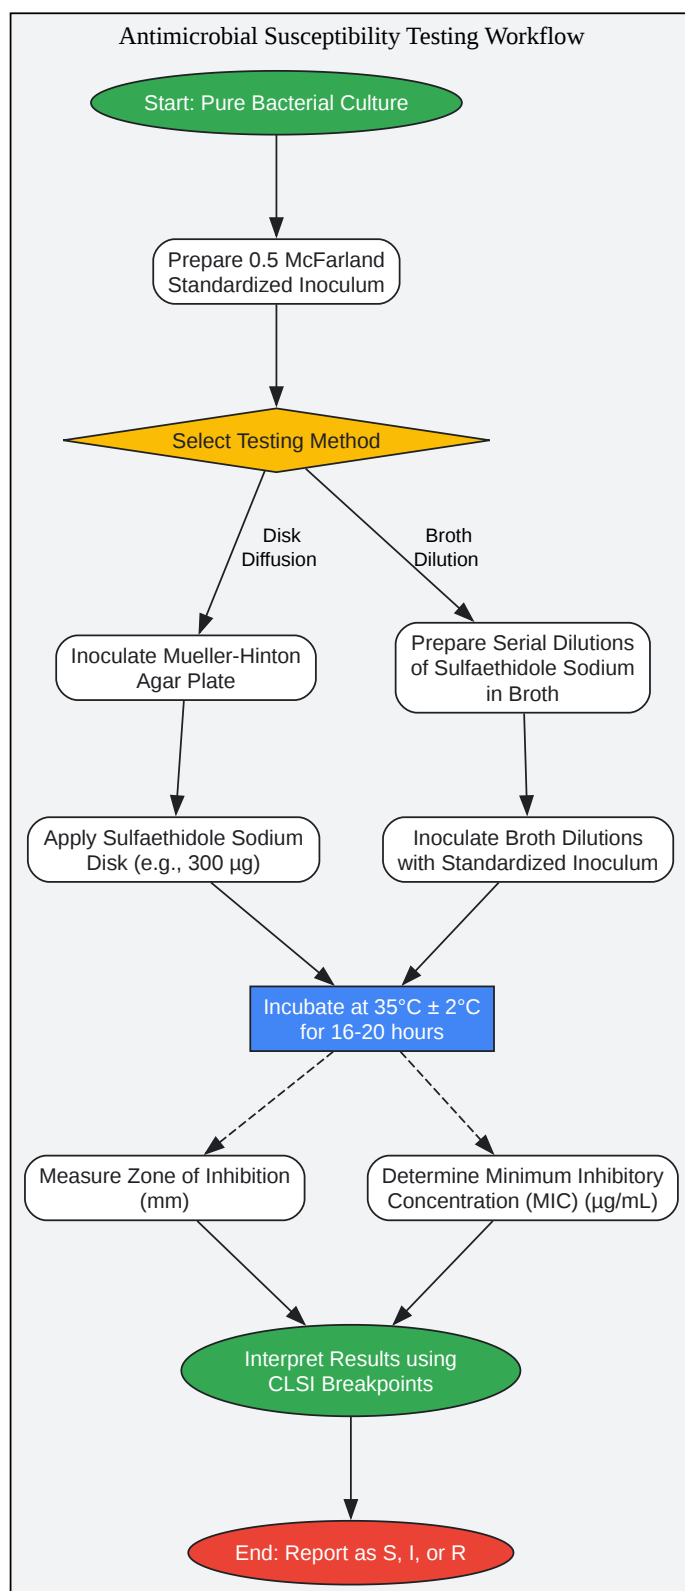 Antimicrobial Susceptibility Testing Workflow
Start: Pure Bacterial Culture
Prepare 0.5 McFarland
Standardized Inoculum
Select Testing Method
Disk
Diffusion
Broth
Dilution
Inoculate Mueller-Hinton
Agar Plate
Prepare Serial Dilutions
of Sulfaethidole Sodium
in Broth
Apply Sulfaethidole Sodium
Disk (e.g., 300 µg)
Inoculate Broth Dilutions
with Standardized Inoculum
Incubate at 35°C ± 2°C
for 16-20 hours
Measure Zone of Inhibition
(mm)
Determine Minimum Inhibitory
Concentration (MIC) (µg/mL)
Interpret Results using
CLSI Breakpoints
End: Report as S, I, or R